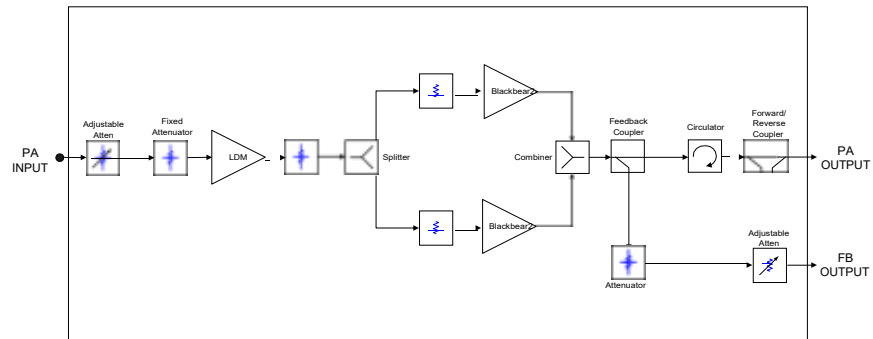 PA
INPUT
Adjustable
Atten
Fixed
Attenuator
LDM
Splitter
Blackbear2
Blackbear2
Combiner
Feedback
Coupler
Circulator
Forward/
Reverse
Coupler
PA
OUTPUT
Attenuator
Adjustable
Atten
FB
OUTPUT